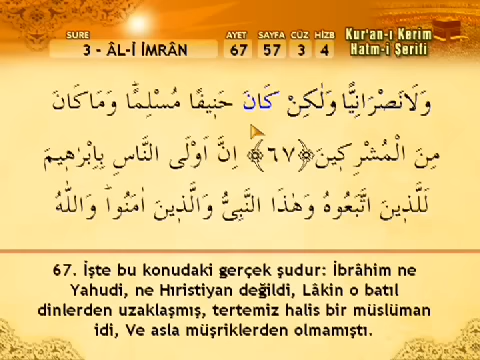 SURE AYET SAYFA CÜZ HİZB Kur'an-ı Kerim
3 - ÂL-İ İMRÂN 67 57 3 4 Hatm-i Şerifi
وَلَا نَصْرَانِيًّا وَلٰكِنْ كَانَ حَنٖيفًا مُسْلِمًاؕ وَمَا كَانَ
مِنَ الْمُشْرِكٖينَ ﴿٦٧﴾ اِنَّ اَوْلَى النَّاسِ بِاِبْرٰهٖيمَ
لَلَّذٖينَ اتَّبَعُوهُ وَهٰذَا النَّبِيُّ وَالَّذٖينَ اٰمَنُواؕ وَاللّٰهُ
67. İşte bu konudaki gerçek şudur: İbrâhim ne
Yahudi, ne Hıristiyan değildi, Lâkin o batıl
dinlerden uzaklaşmış, tertemiz halis bir müslüman
idi, Ve asla müşriklerden olmamıştı.